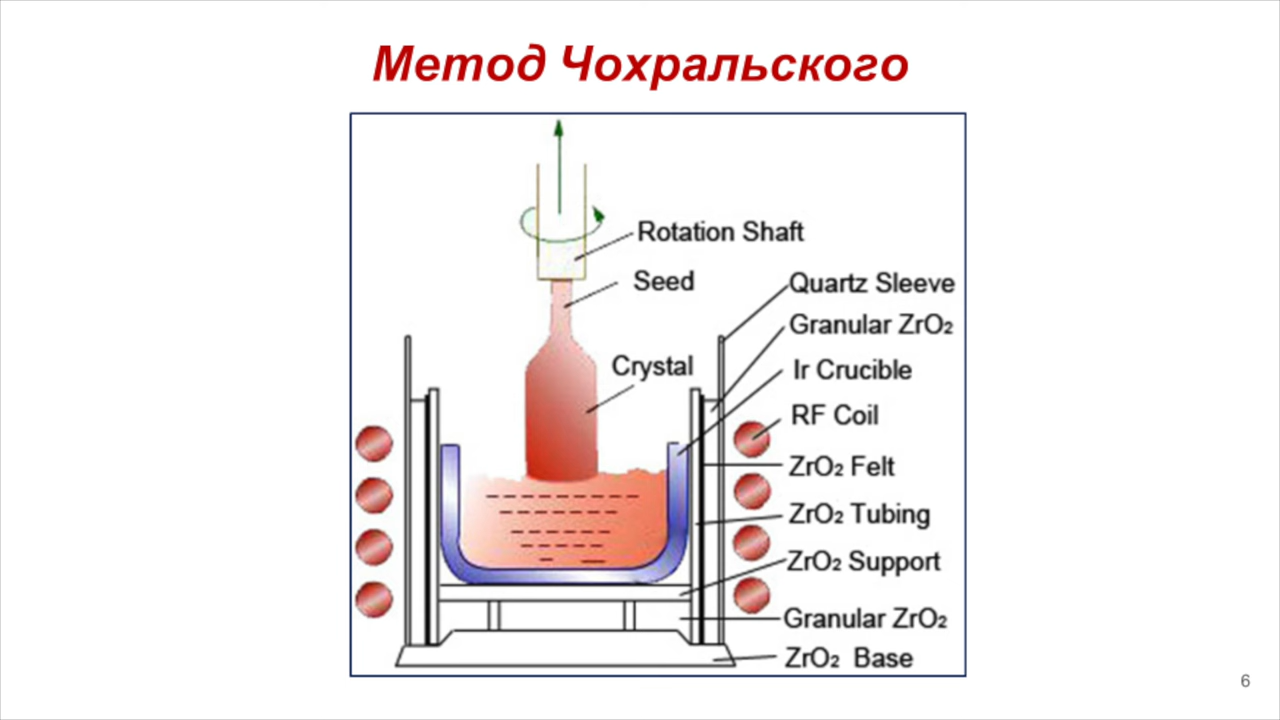 Метод Чохральского
Rotation Shaft
Seed
Quartz Sleeve
Granular ZrO₂
Crystal
Ir Crucible
RF Coil
ZrO₂ Felt
ZrO₂ Tubing
ZrO₂ Support
Granular ZrO₂
ZrO₂ Base
6